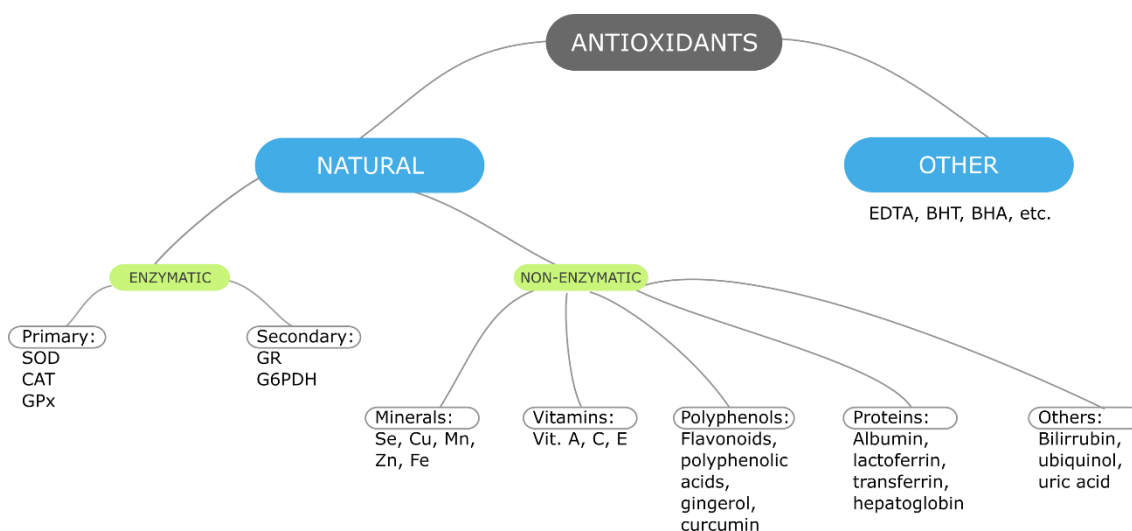 ANTIOXIDANTS
NATURAL
OTHER
EDTA, BHT, BHA, etc.
ENZYMATIC
NON-ENZYMATIC
Primary:
SOD
CAT
GPx
Secondary:
GR
G6PDH
Minerals:
Se, Cu, Mn,
Zn, Fe
Vitamins:
Vit. A, C, E
Polyphenols:
Flavonoids,
polyphenolic
acids,
gingerol,
curcumin
Proteins:
Albumin,
lactoferrin,
transferrin,
hepatoglobin
Others:
Bilirrubin,
ubiquinol,
uric acid